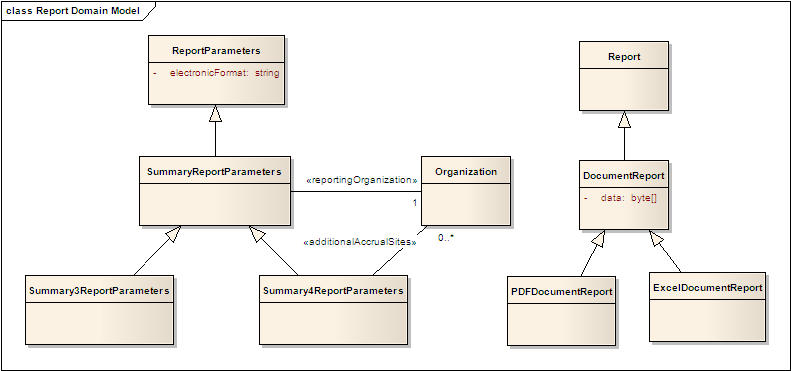 class Report Domain Model
ReportParameters
- electronicFormat: string
Report
SummaryReportParameters
«reportingOrganization»
1
Organization
DocumentReport
- data: byte[]
«additionalAccrualSites»
0..*
Summary3ReportParameters
Summary4ReportParameters
PDFDocumentReport
ExcelDocumentReport